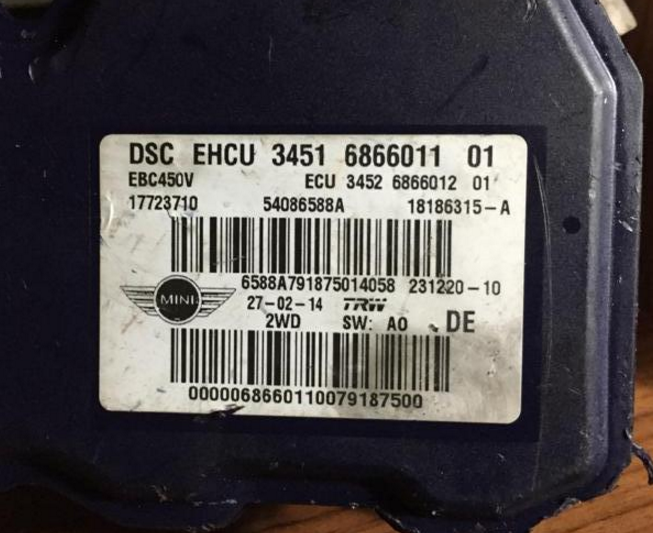 DSC EHCU 3451 6866011 01
EBC450V ECU 3452 6866012 01
17723710 54086588A 18186315-A
6588A791875014058 231220-10
MINI 27-02-14 TRW
2WD SW: A0 DE
0000068660110079187500